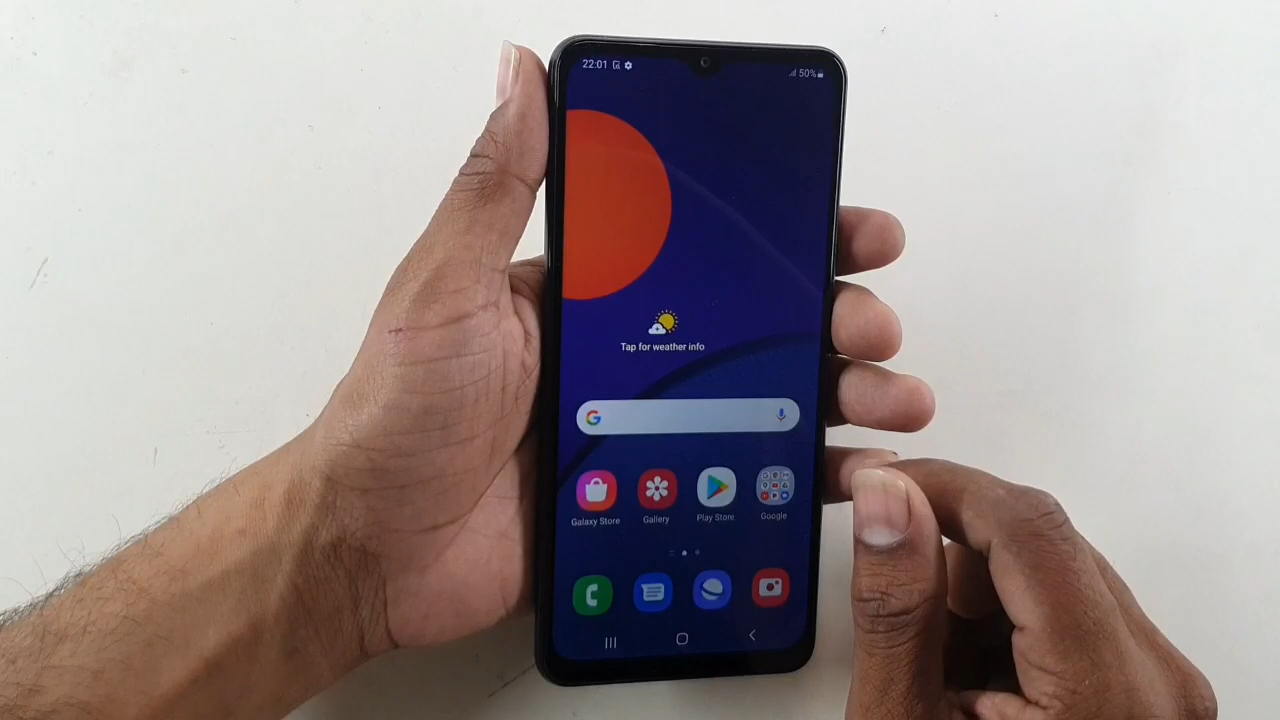 22:01
50%
Tap for weather info
G
Galaxy Store
Gallery
Play Store
Google